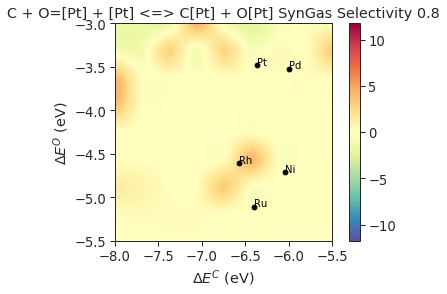 C + O=[Pt] + [Pt] <=> C[Pt] + O[Pt] SynGas Selectivity 0.8
−3.0
−3.5
−4.0
−4.5
−5.0
−5.5
ΔE^O (eV)
Pt
Pd
Rh
Ni
Ru
−8.0 −7.5 −7.0 −6.5 −6.0 −5.5
ΔE^C (eV)
10
5
0
−5
−10